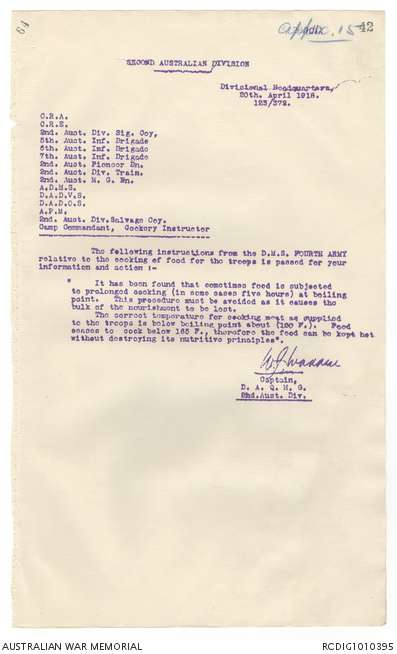 appx. 15 42
SECOND AUSTRALIAN DIVISION
Divisional Headquarters,
20th. April 1918.
123/372.
C.R.A.
C.R.E.
2nd. Aust. Div. Sig. Coy,
5th. Aust. Inf. Brigade
6th. Aust. Inf. Brigade
7th. Aust. Inf. Brigade
2nd. Aust. Pioneer Bn.
2nd. Aust. Div. Train.
2nd. Aust. M. G. Bn.
A.D.M.S.
D.A.D.V.S.
D.A.D.O.S.
A.P.M.
2nd. Aust. Div.Salvage Coy.
Camp Commandant, Cookery Instructor
The following instructions from the D.M.S. FOURTH ARMY
relative to the cooking of food for the troops is passed for your
information and action :-
" It has been found that sometimes food is subjected
to prolonged cooking (in some cases five hours) at boiling
point. This procedure must be avoided as it causes the
bulk of the nourishment to be lost.
The correct temperature for cooking meat as supplied
to the troops is below boiling point about (190 F.). Food
ceases to cook below 165 F., therefore the food can be kept hot
without destroying its nutritive principles".
Captain,
D. A. Q. M. G.
2nd.Aust. Div.
AUSTRALIAN WAR MEMORIAL
RCDIG1010395